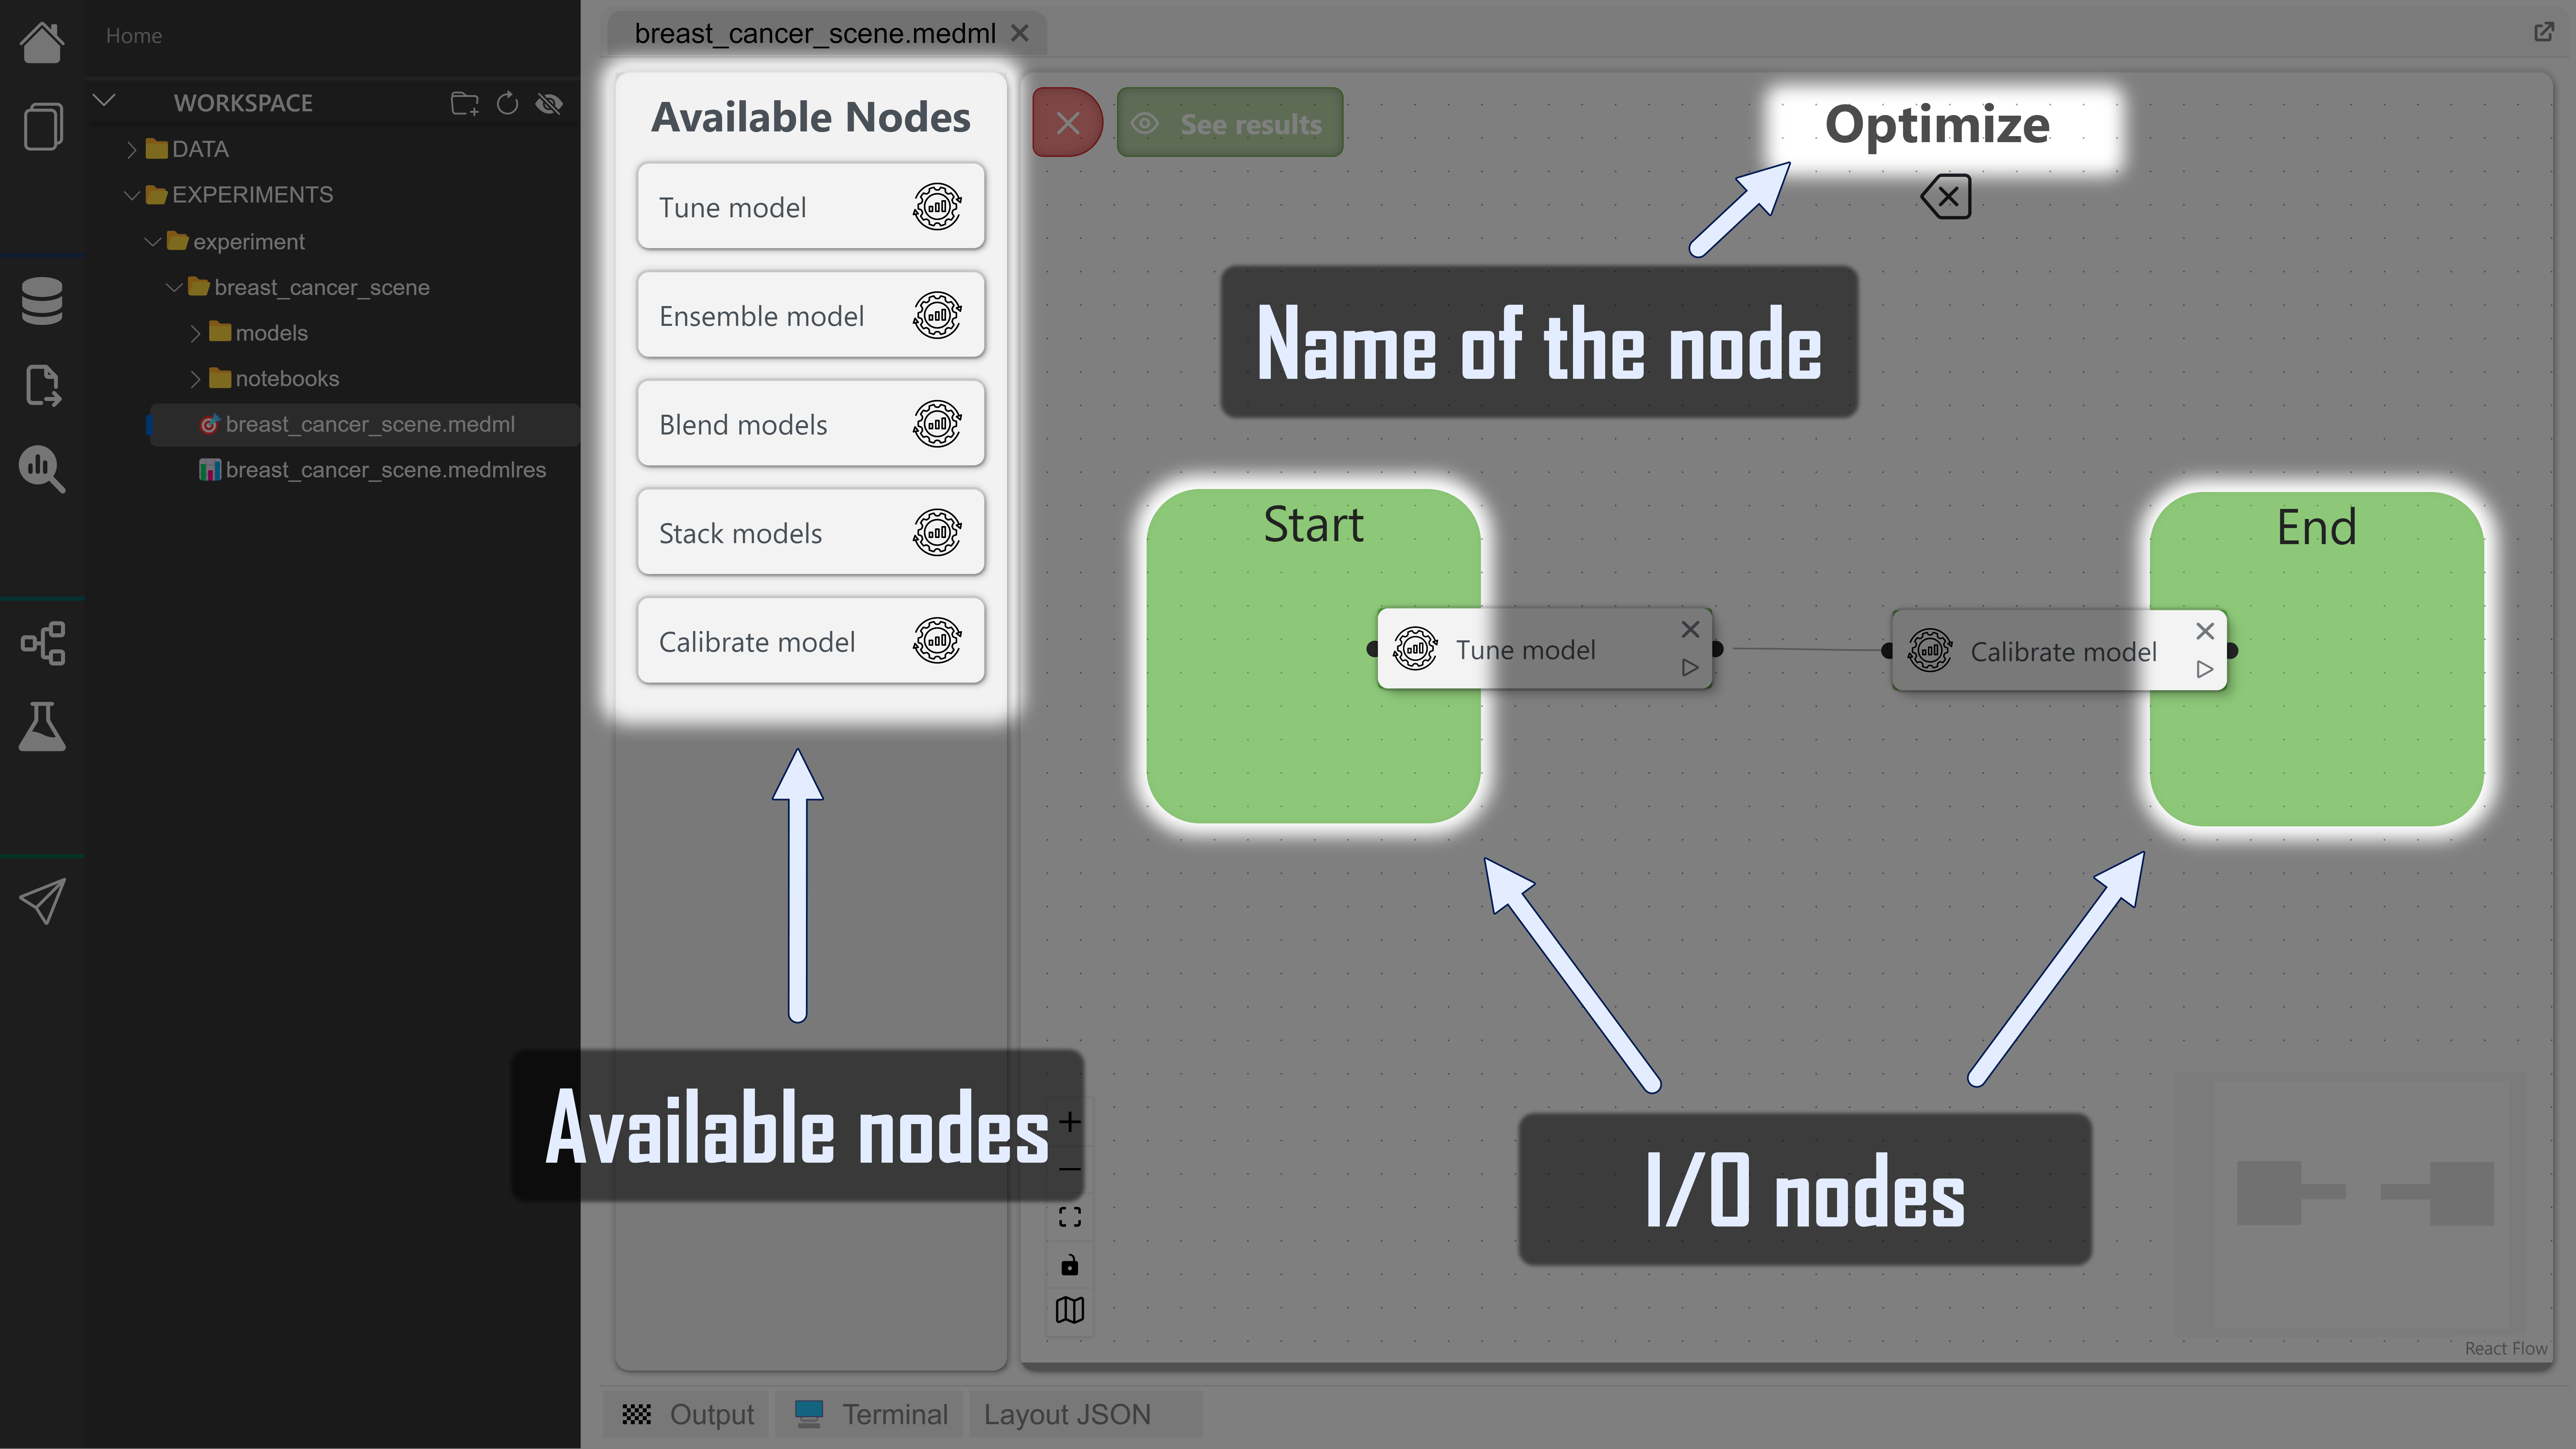 Home
breast_cancer_scene.medml
WORKSPACE
DATA
EXPERIMENTS
experiment
breast_cancer_scene
models
notebooks
breast_cancer_scene.medml
breast_cancer_scene.medmlres
Available Nodes
Tune model
Ensemble model
Blend models
Stack models
Calibrate model
See results
Optimize
Name of the node
Start
End
Tune model
Calibrate model
Available nodes
I/O nodes
React Flow
Output
Terminal
Layout JSON